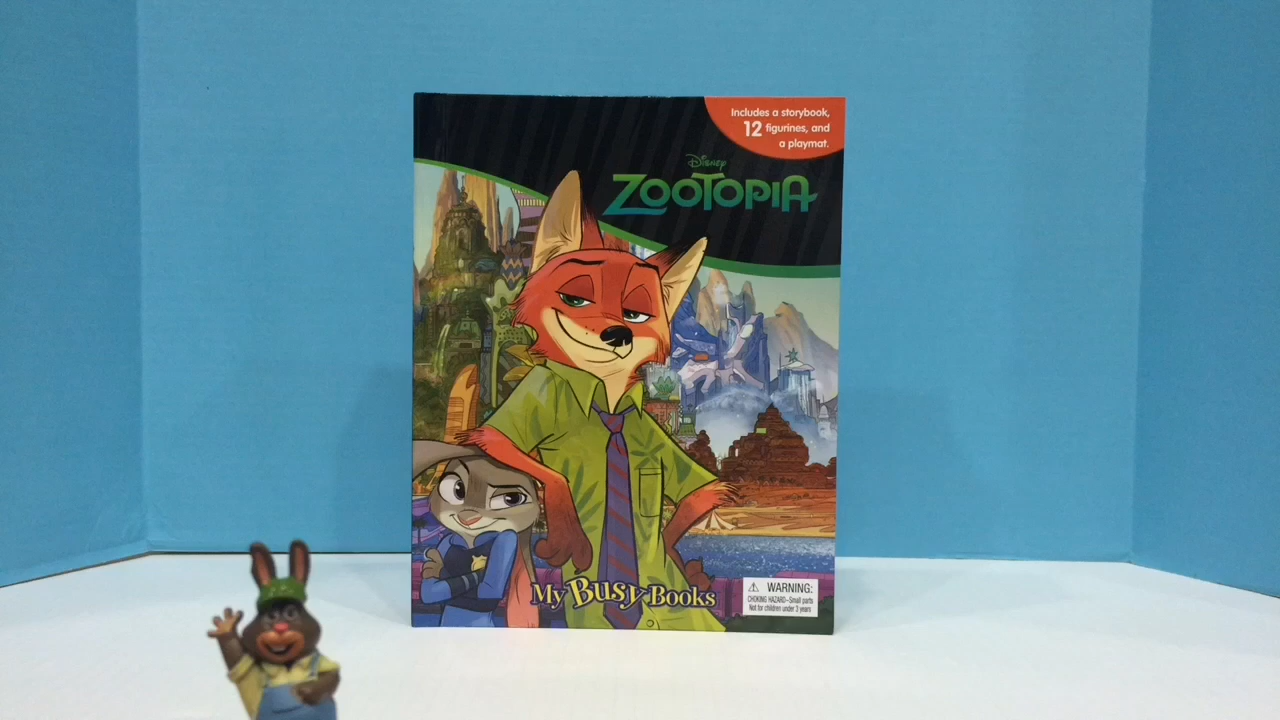 Includes a storybook,
12 figurines, and
a playmat.
Disney
ZOOTOPIA
My Busy Books
WARNING:
CHOKING HAZARD–Small parts
Not for children under 3 years